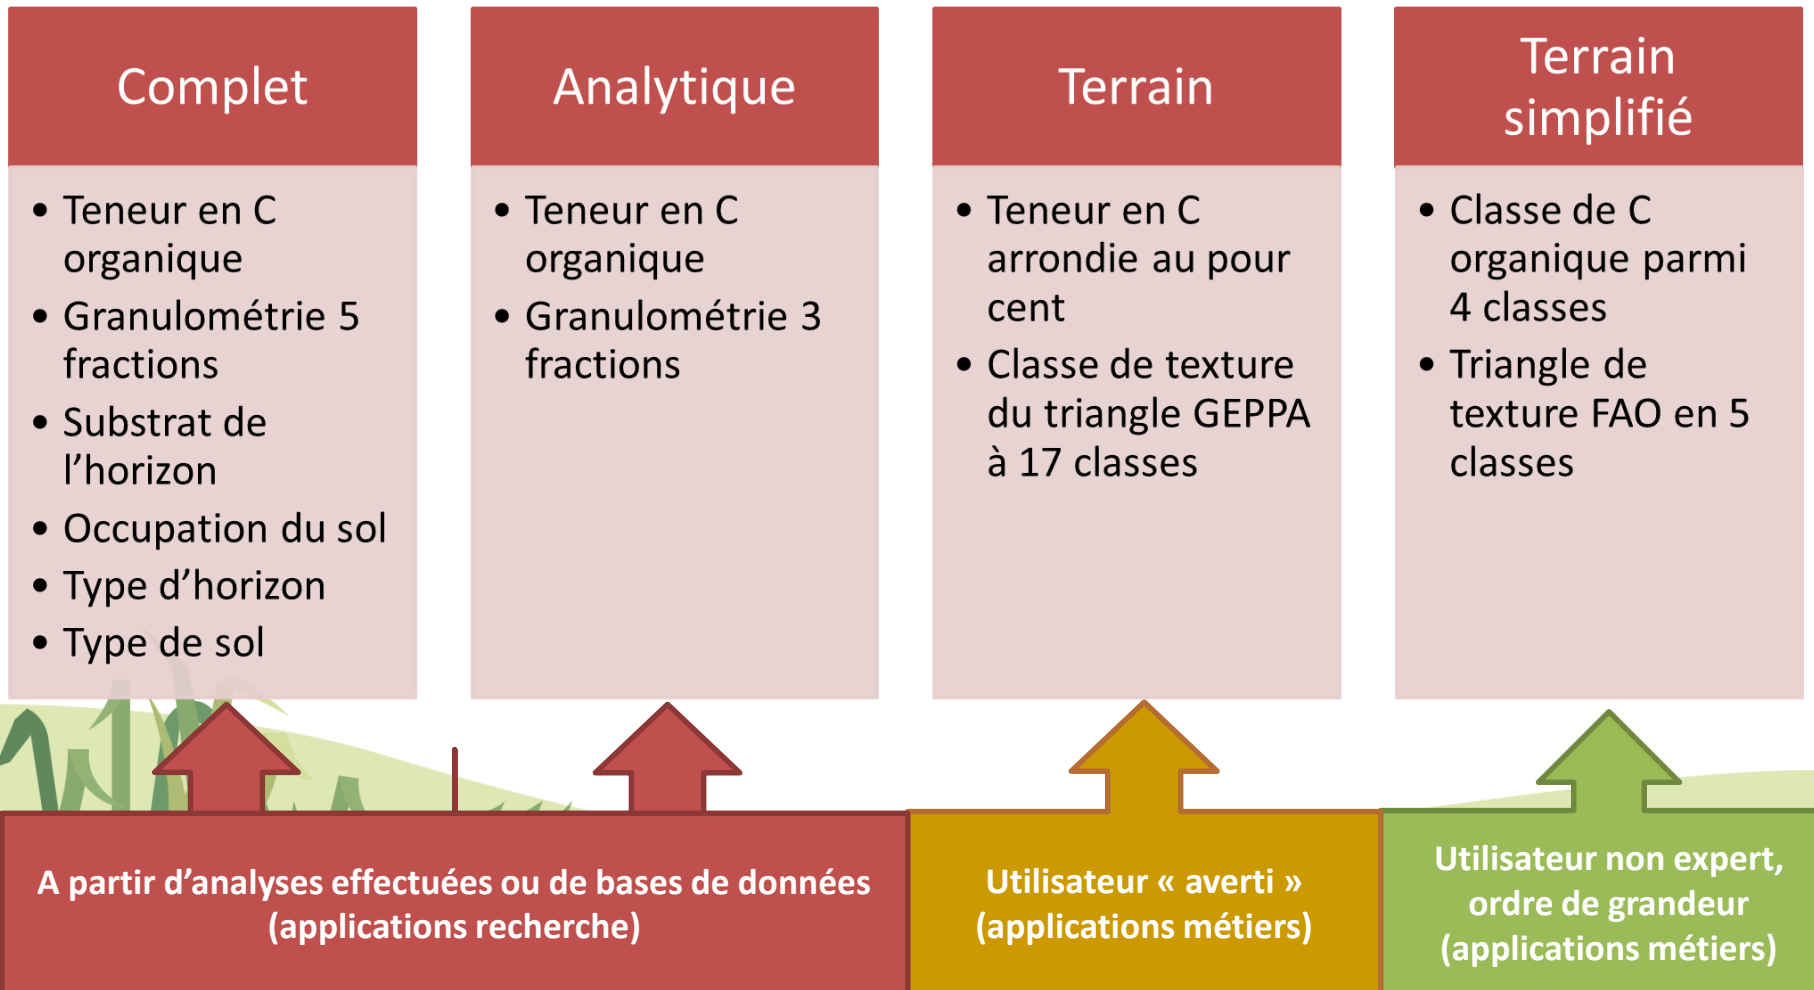 Complet
• Teneur en C
organique
• Granulométrie 5
fractions
• Substrat de
l’horizon
• Occupation du sol
• Type d’horizon
• Type de sol
Analytique
• Teneur en C
organique
• Granulométrie 3
fractions
Terrain
• Teneur en C
arrondie au pour
cent
• Classe de texture
du triangle GEPPA
à 17 classes
Terrain
simplifié
• Classe de C
organique parmi
4 classes
• Triangle de
texture FAO en 5
classes
A partir d’analyses effectuées ou de bases de données
(applications recherche)
Utilisateur « averti »
(applications métiers)
Utilisateur non expert,
ordre de grandeur
(applications métiers)